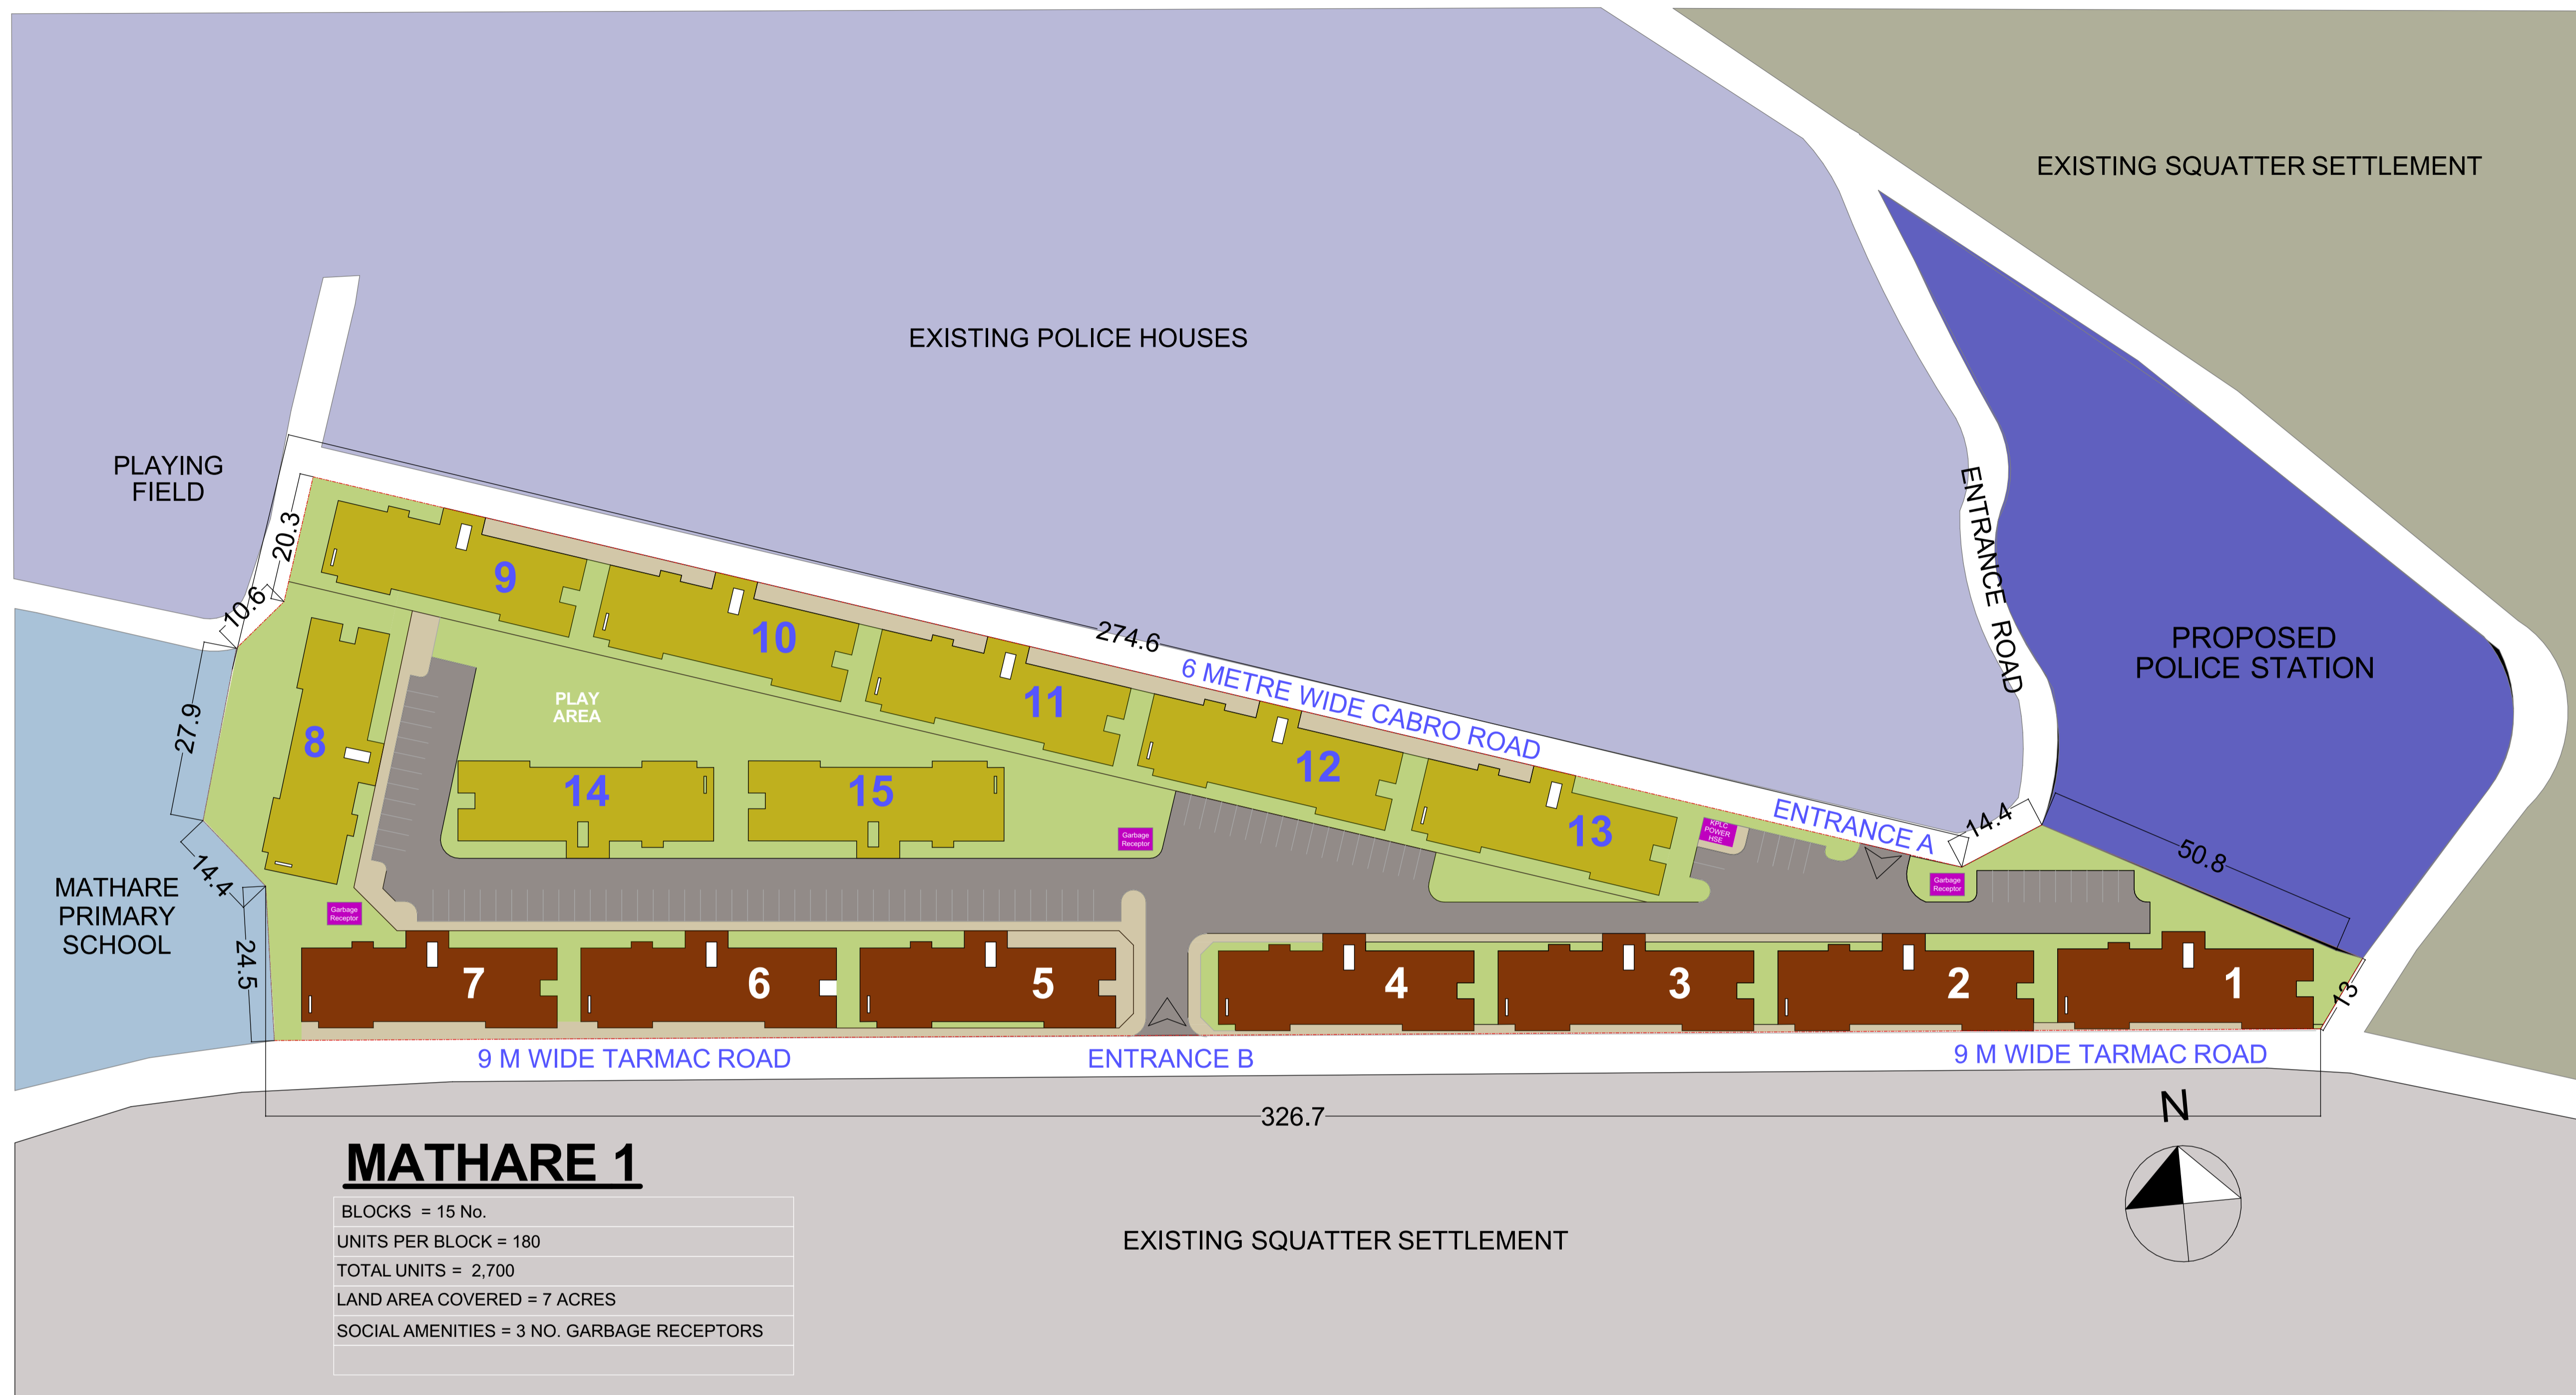 EXISTING SQUATTER SETTLEMENT
EXISTING POLICE HOUSES
PLAYING
FIELD
ENTRANCE ROAD
PROPOSED
POLICE STATION
20.3
10.6
27.9
14.4
24.5
274.6
6 METRE WIDE CABRO ROAD
ENTRANCE A
14.4
50.8
13
9
10
11
12
13
8
PLAY
AREA
14
15
Garbage
Receptor
KPLC
POWER
HSE
Garbage
Receptor
Garbage
Receptor
MATHARE
PRIMARY
SCHOOL
7
6
5
4
3
2
1
9 M WIDE TARMAC ROAD
ENTRANCE B
9 M WIDE TARMAC ROAD
326.7
N
MATHARE 1
BLOCKS = 15 No.
UNITS PER BLOCK = 180
TOTAL UNITS = 2,700
LAND AREA COVERED = 7 ACRES
SOCIAL AMENITIES = 3 NO. GARBAGE RECEPTORS
EXISTING SQUATTER SETTLEMENT